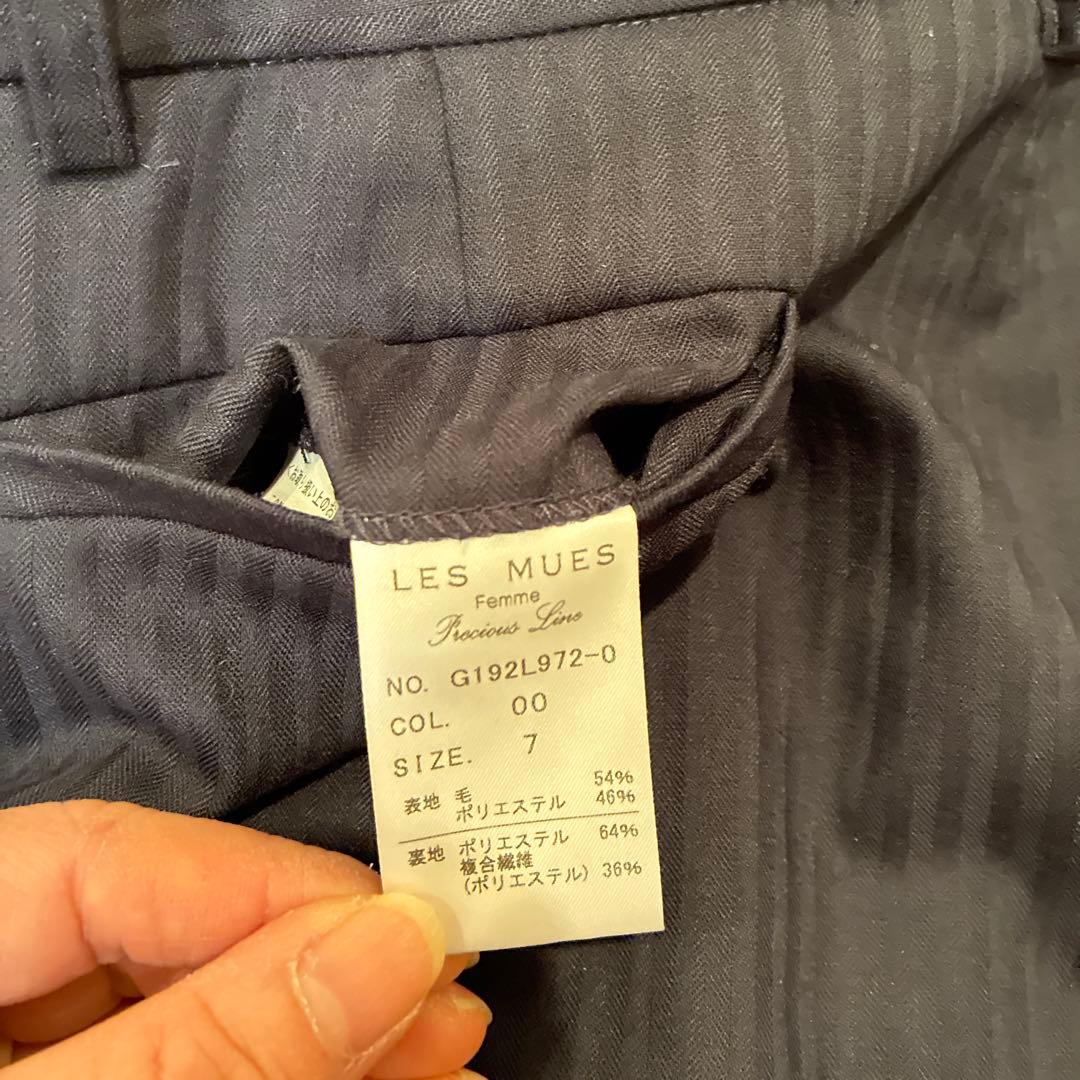 LES MUES
Femme
Precious Line
NO. G192L972-0
COL. 00
SIZE. 7
表地 毛 54%
ポリエステル 46%
裏地 ポリエステル 64%
複合繊維
(ポリエステル) 36%